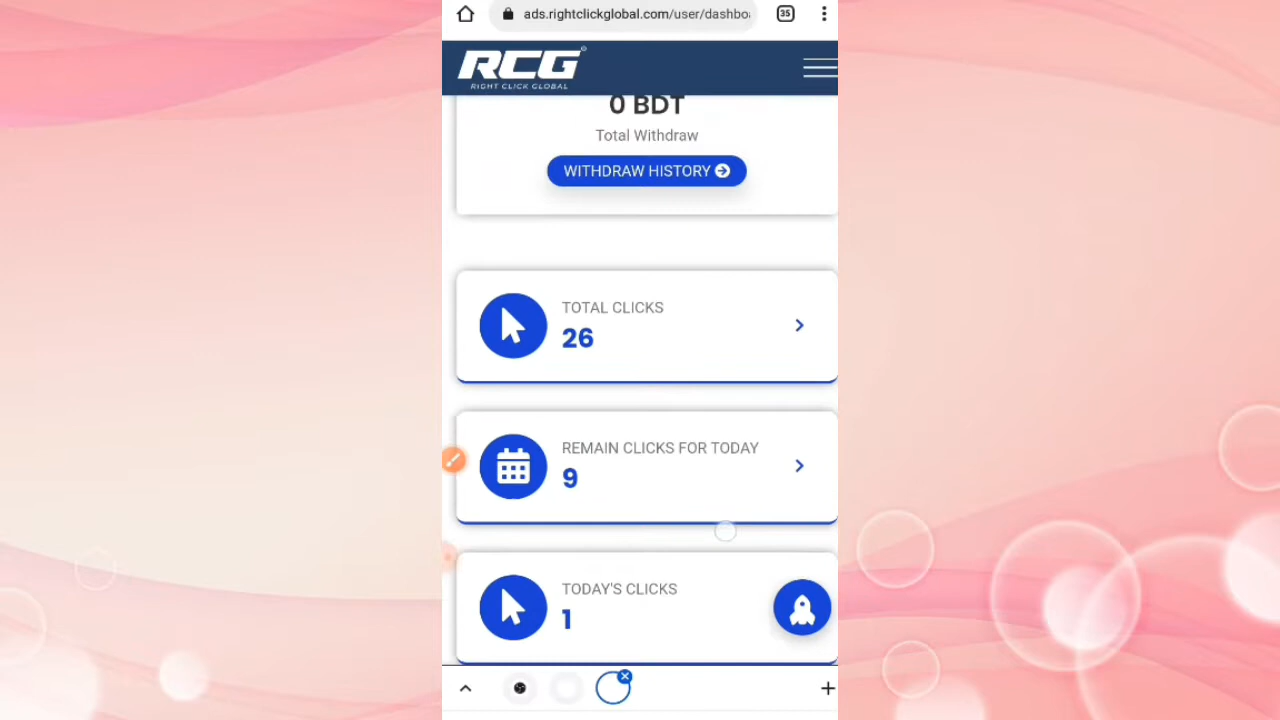 ads.rightclickglobal.com/user/dashbo
35
RCG
RIGHT CLICK GLOBAL
0 BDT
Total Withdraw
WITHDRAW HISTORY
TOTAL CLICKS
26
REMAIN CLICKS FOR TODAY
9
TODAY'S CLICKS
1